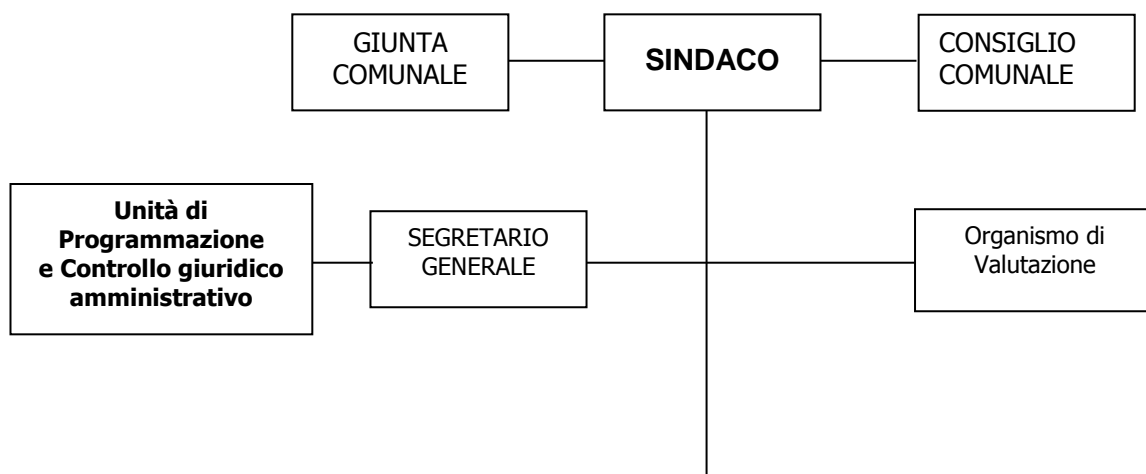 GIUNTA
COMUNALE
SINDACO
CONSIGLIO
COMUNALE
Unità di
Programmazione
e Controllo giuridico
amministrativo
SEGRETARIO
GENERALE
Organismo di
Valutazione